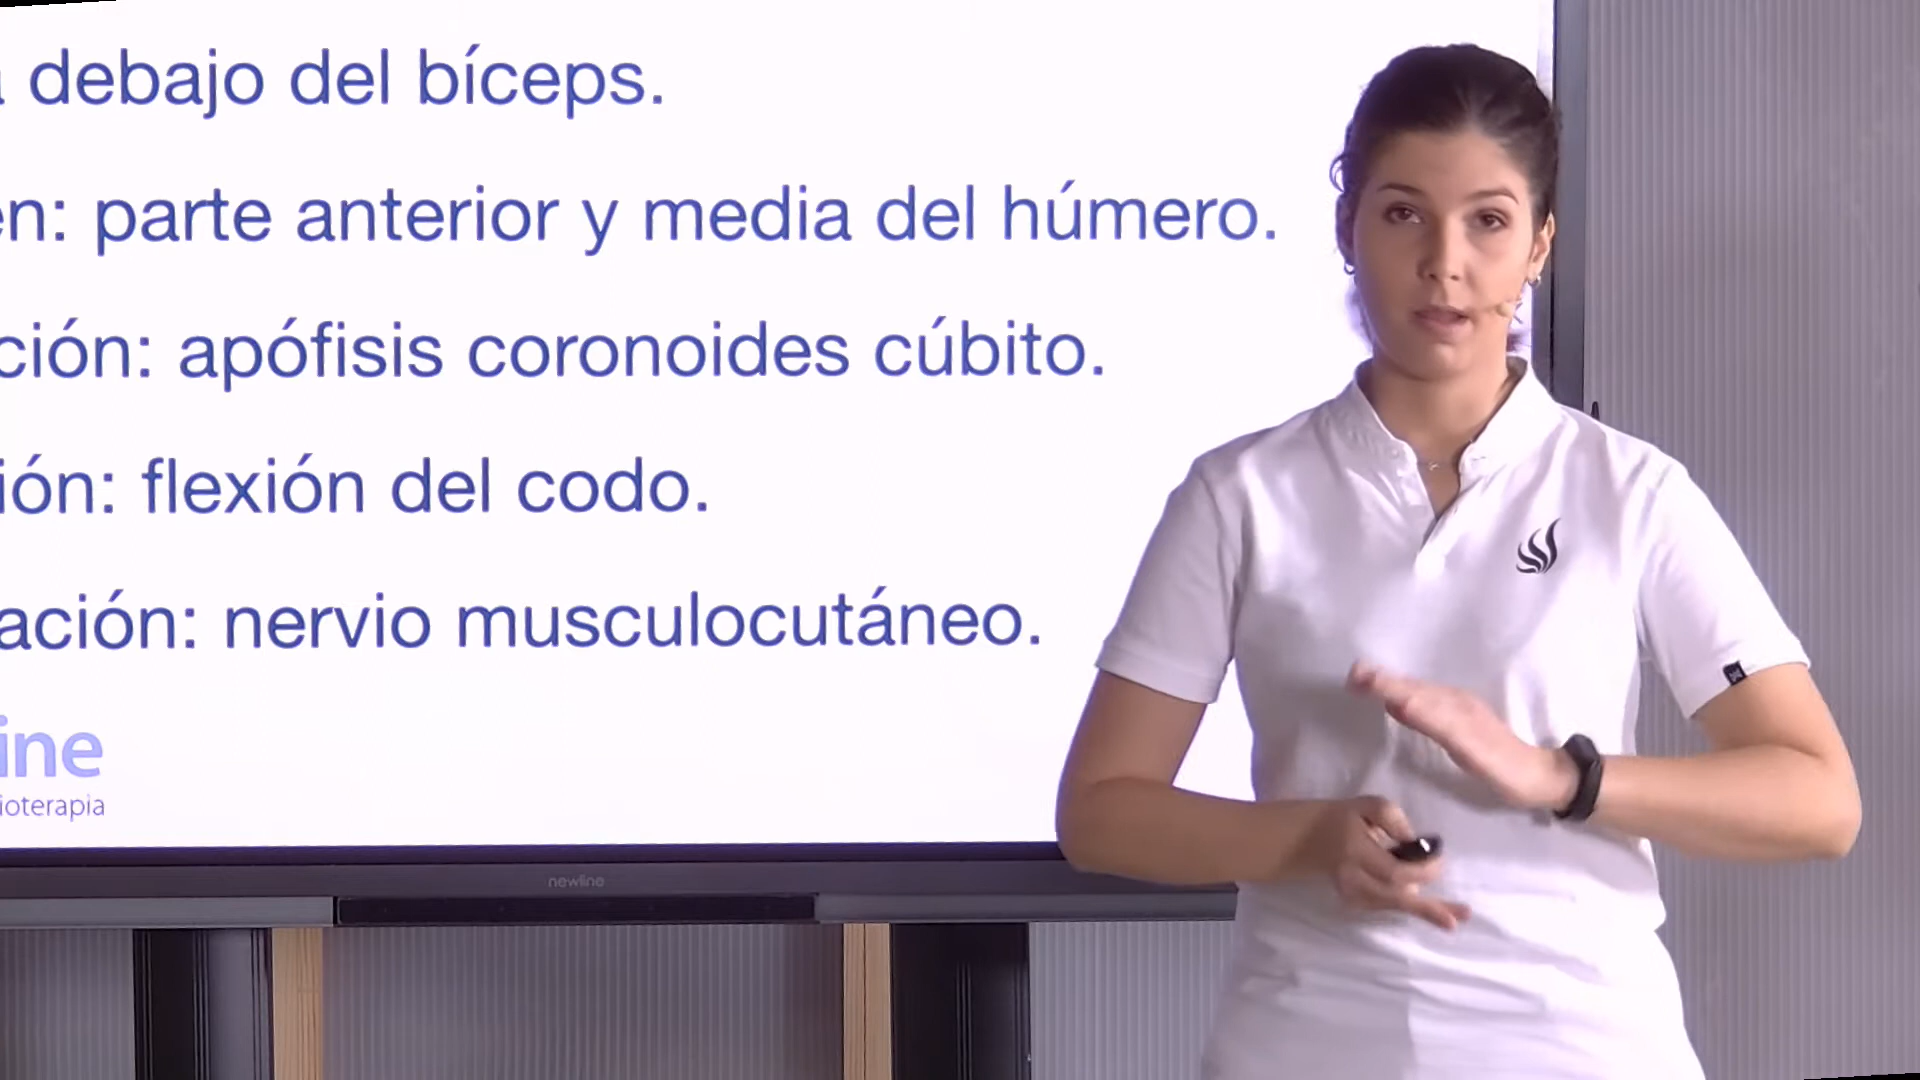 debajo del bíceps.
en: parte anterior y media del húmero.
ción: apófisis coronoides cúbito.
ión: flexión del codo.
ación: nervio musculocutáneo.
ine
ioterapia
newline